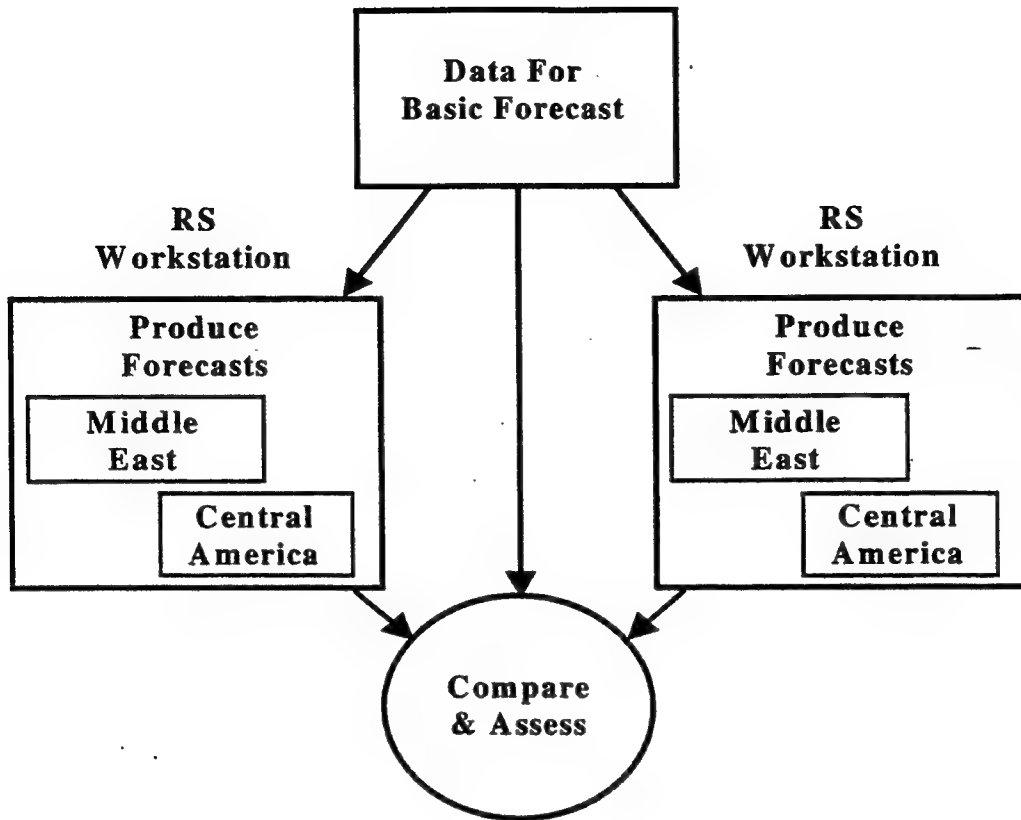 Data For
Basic Forecast
RS
Workstation
Produce
Forecasts
Middle
East
Central
America
RS
Workstation
Produce
Forecasts
Middle
East
Central
America
Compare
& Assess